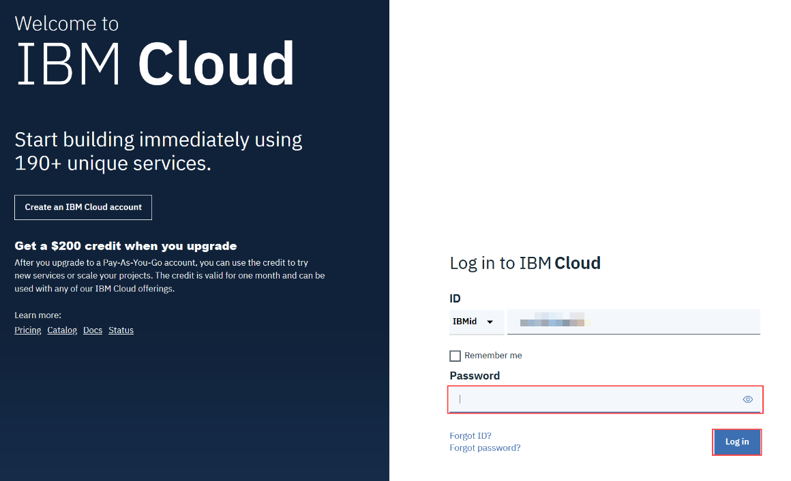 Welcome to
IBM Cloud
Start building immediately using
190+ unique services.
Create an IBM Cloud account
Get a $200 credit when you upgrade
After you upgrade to a Pay-As-You-Go account, you can use the credit to try
new services or scale your projects. The credit is valid for one month and can be
used with any of our IBM Cloud offerings.
Learn more:
Pricing Catalog Docs Status
Log in to IBM Cloud
ID
IBMid
Remember me
Password
Forgot ID?
Forgot password?
Log in